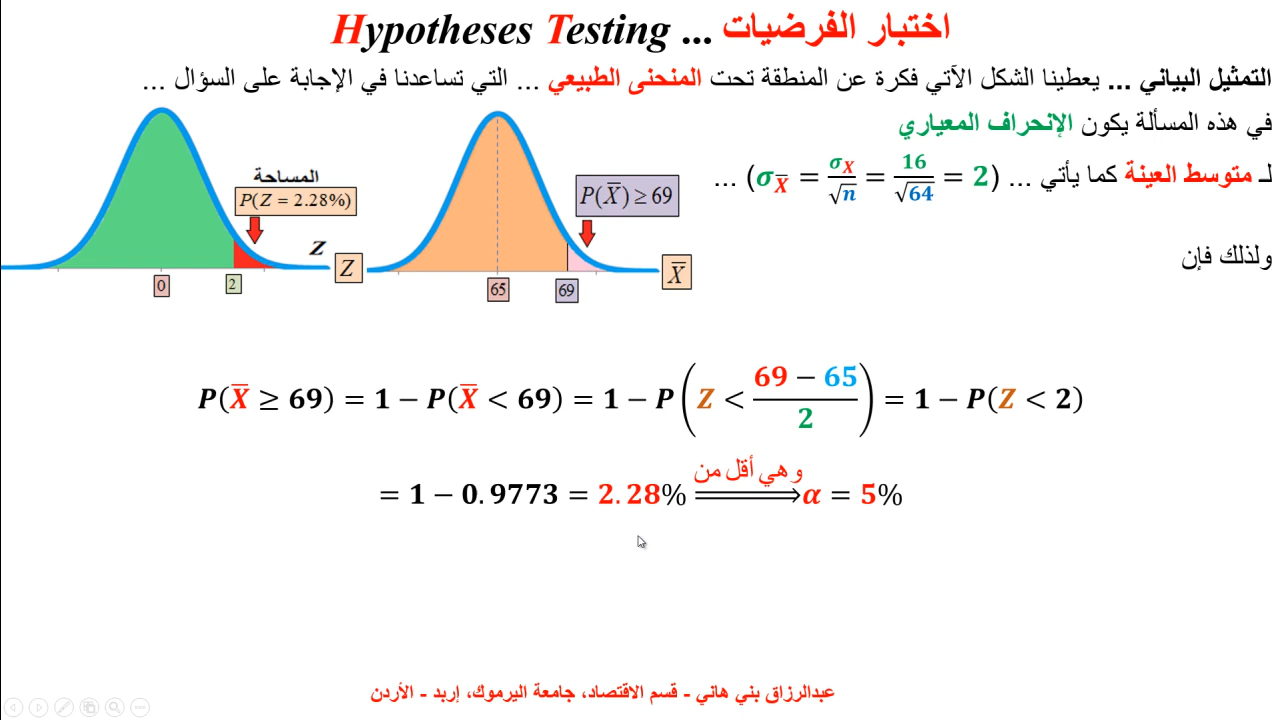 Hypotheses Testing ... اختبار الفرضيات
التمثيل البياني ... يعطينا الشكل الآتي فكرة عن المنطقة تحت المنحنى الطبيعي ... التي تساعدنا في الإجابة على السؤال ...
في هذه المسألة يكون الإنحراف المعياري
لـ متوسط العينة كما يأتي ... (σ_X̅ = σ_X/√n = 16/√64 = 2) ...
ولذلك فإن
المساحة
P(Z = 2.28%)
Z
Z
0
2
P(X̅) ≥ 69
X̅
65
69
P(X̅ ≥ 69) = 1 − P(X̅ < 69) = 1 − P(Z < (69 − 65)/2) = 1 − P(Z < 2)
= 1 − 0.9773 = 2.28% ⟹ وهي أقل من α = 5%
عبدالرزاق بني هاني - قسم الاقتصاد، جامعة اليرموك، إربد - الأردن